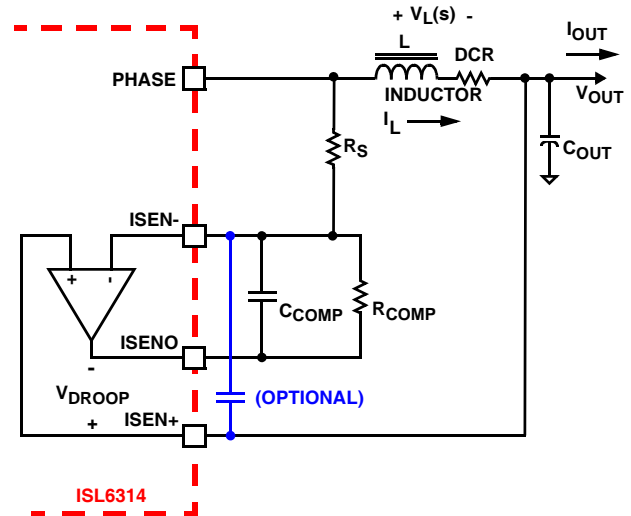 + VL(s) -
IOUT
L
DCR
PHASE
INDUCTOR
VOUT
IL
RS
COUT
ISEN-
+ -
CCOMP
RCOMP
ISENO
-
VDROOP
(OPTIONAL)
+
ISEN+
ISL6314